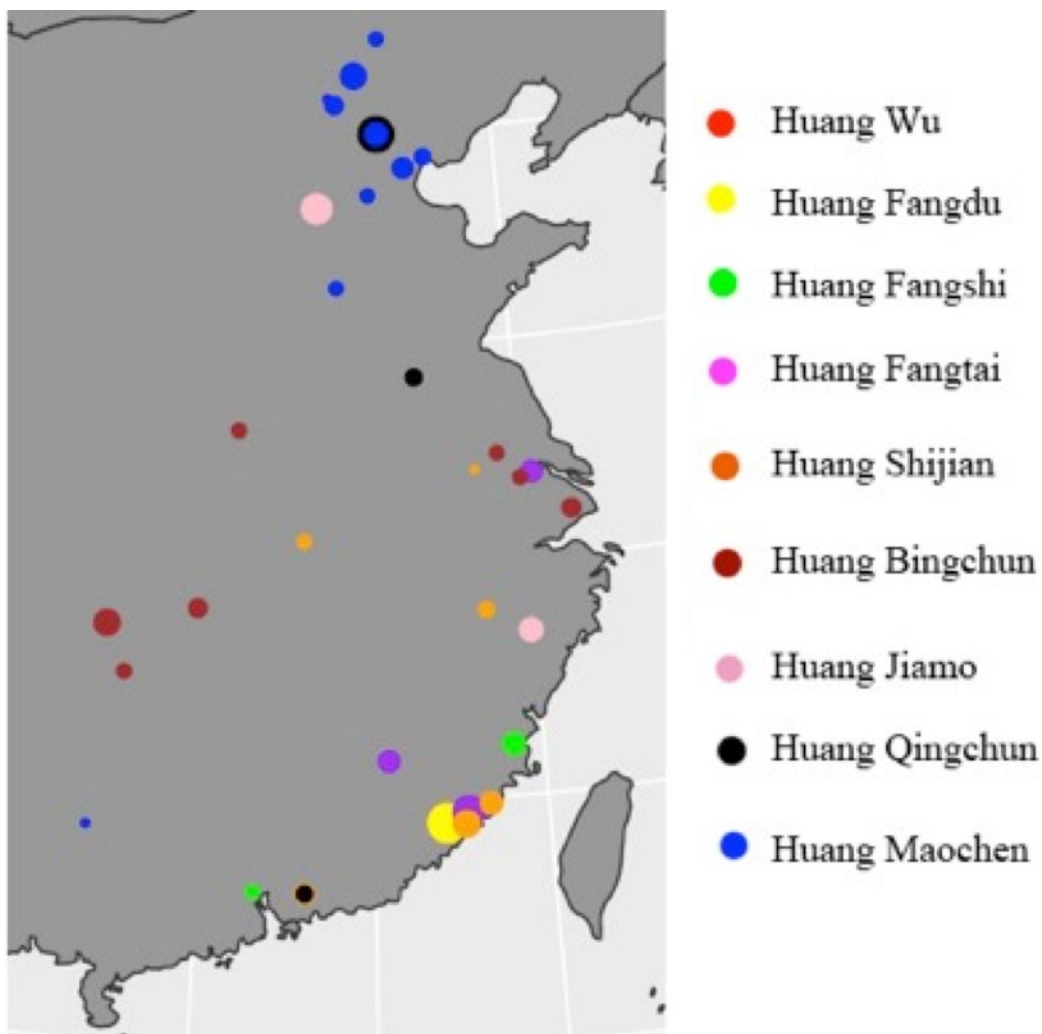 Huang Wu
Huang Fangdu
Huang Fangshi
Huang Fangtai
Huang Shijian
Huang Bingchun
Huang Jiamo
Huang Qingchun
Huang Maochen